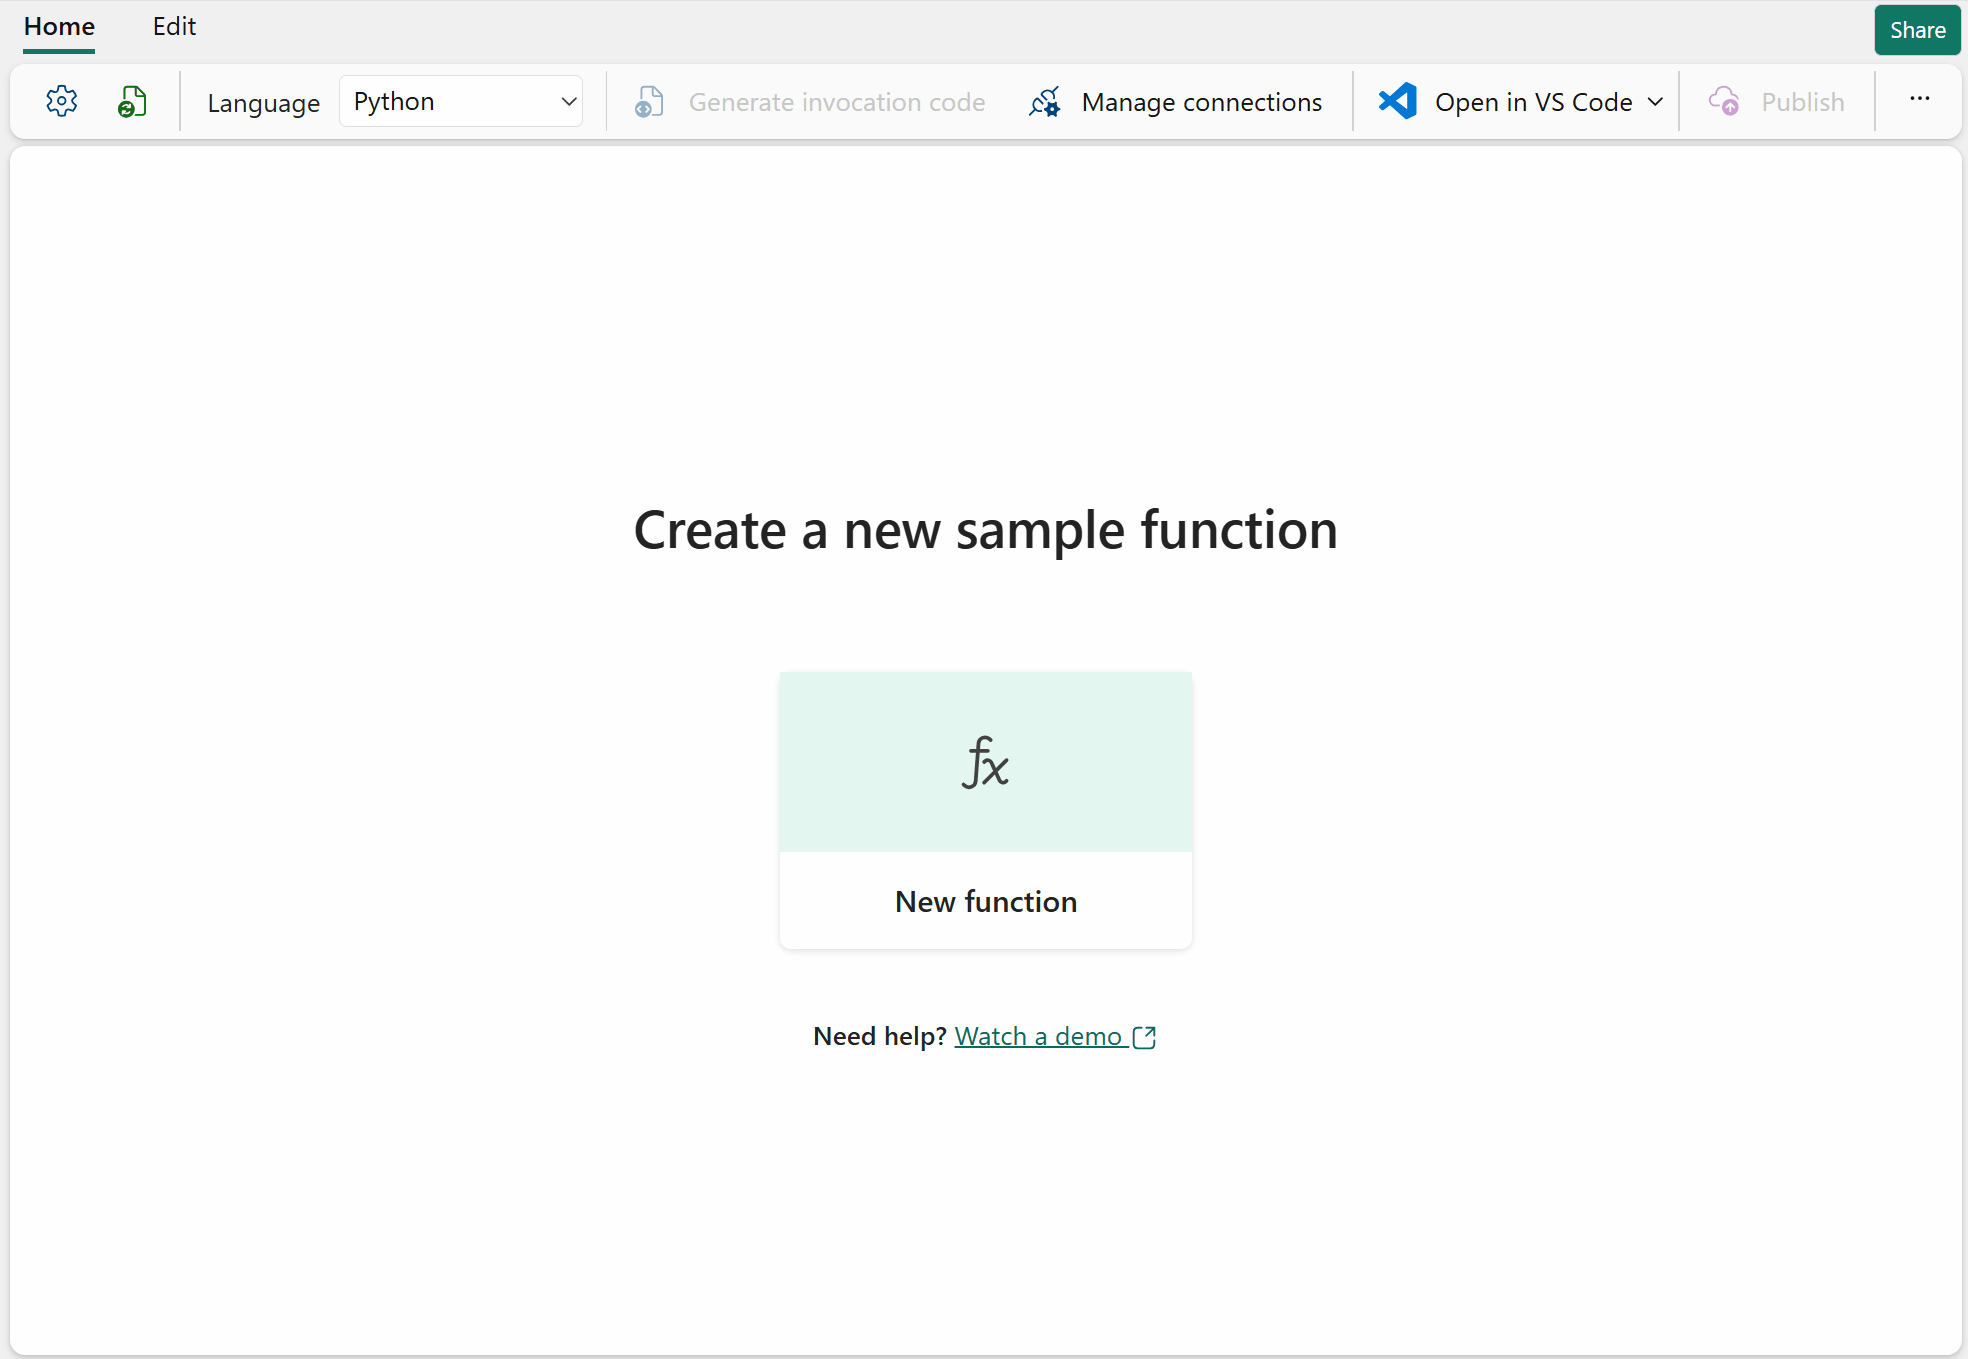 Home Edit Share
Language Python Generate invocation code Manage connections Open in VS Code Publish ...
Create a new sample function
fx
New function
Need help? Watch a demo